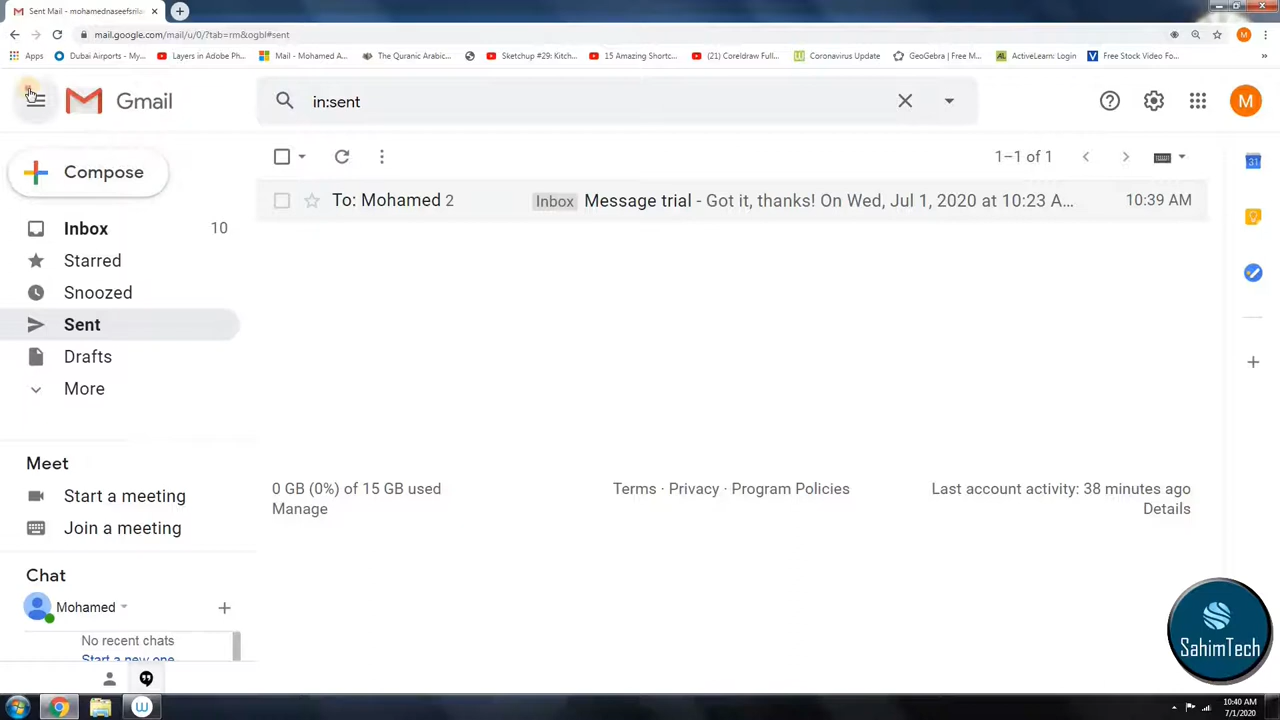 Sent Mail - mohamednaseefsrila
mail.google.com/mail/u/0/?tab=rm&ogbl#sent
Apps
Dubai Airports - My...
Layers in Adobe Ph...
Mail - Mohamed A...
The Quranic Arabic...
Sketchup #29: Kitch...
15 Amazing Shortc...
(21) Coreldraw Full...
Coronavirus Update
GeoGebra | Free M...
ActiveLearn: Login
Free Stock Video Fo...
Gmail
in:sent
M
Compose
1–1 of 1
To: Mohamed 2
Inbox
Message trial - Got it, thanks! On Wed, Jul 1, 2020 at 10:23 A...
10:39 AM
Inbox
10
Starred
Snoozed
Sent
Drafts
More
Meet
Start a meeting
Join a meeting
Chat
Mohamed
No recent chats
Start a new one
0 GB (0%) of 15 GB used
Manage
Terms · Privacy · Program Policies
Last account activity: 38 minutes ago
Details
31
SahimTech
10:40 AM
7/1/2020